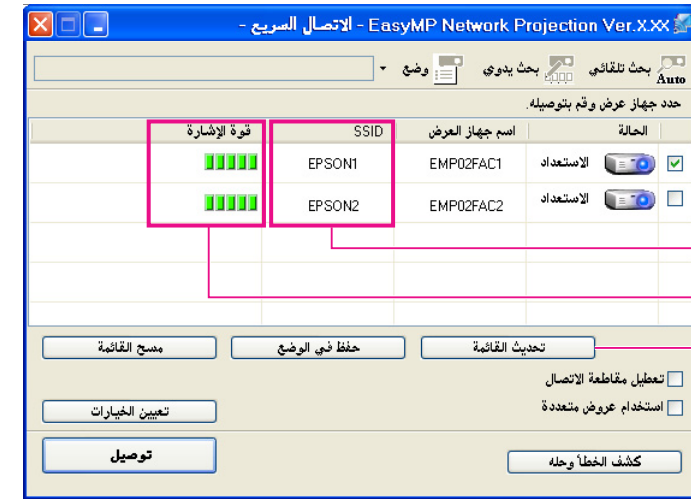 EasyMP Network Projection Ver.X.XX - الاتصال السريع -
Auto بحث تلقائي بحث يدوي وضع
حدد جهاز عرض وقم بتوصيله.
الحالة اسم جهاز العرض SSID قوة الإشارة
الاستعداد EMP02FAC1 EPSON1
الاستعداد EMP02FAC2 EPSON2
تحديث القائمة حفظ في الوضع مسح القائمة
تعطيل مقاطعة الاتصال
استخدام عروض متعددة تعيين الخيارات
كشف الخطأ وحله توصيل